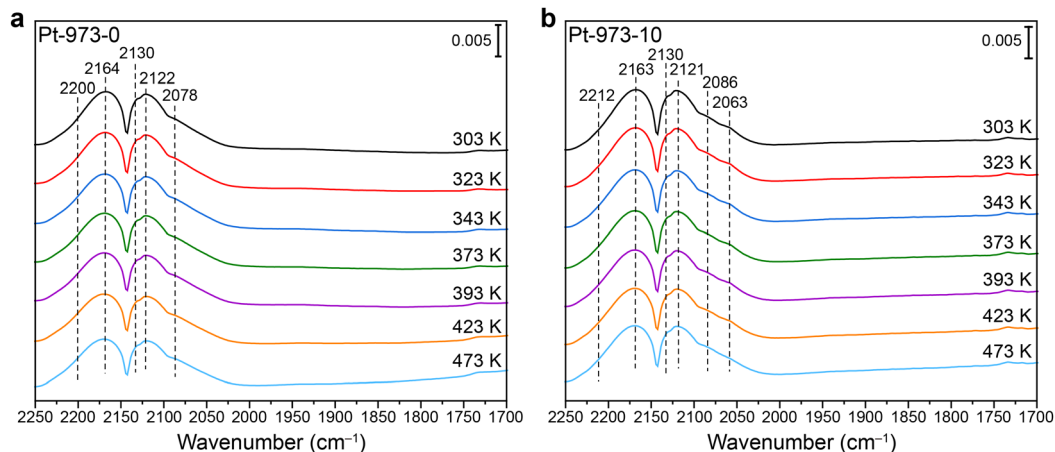 a
Pt-973-0
0.005
2130
2164
2122
2200
2078
303 K
323 K
343 K
373 K
393 K
423 K
473 K
2250 2200 2150 2100 2050 2000 1950 1900 1850 1800 1750 1700
Wavenumber (cm⁻¹)
b
Pt-973-10
0.005
2130
2163 2121
2086
2212
2063
303 K
323 K
343 K
373 K
393 K
423 K
473 K
2250 2200 2150 2100 2050 2000 1950 1900 1850 1800 1750 1700
Wavenumber (cm⁻¹)